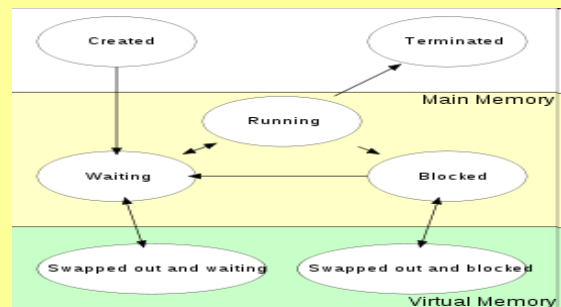 Created
Terminated
Main Memory
Running
Waiting
Blocked
Swapped out and waiting
Swapped out and blocked
Virtual Memory